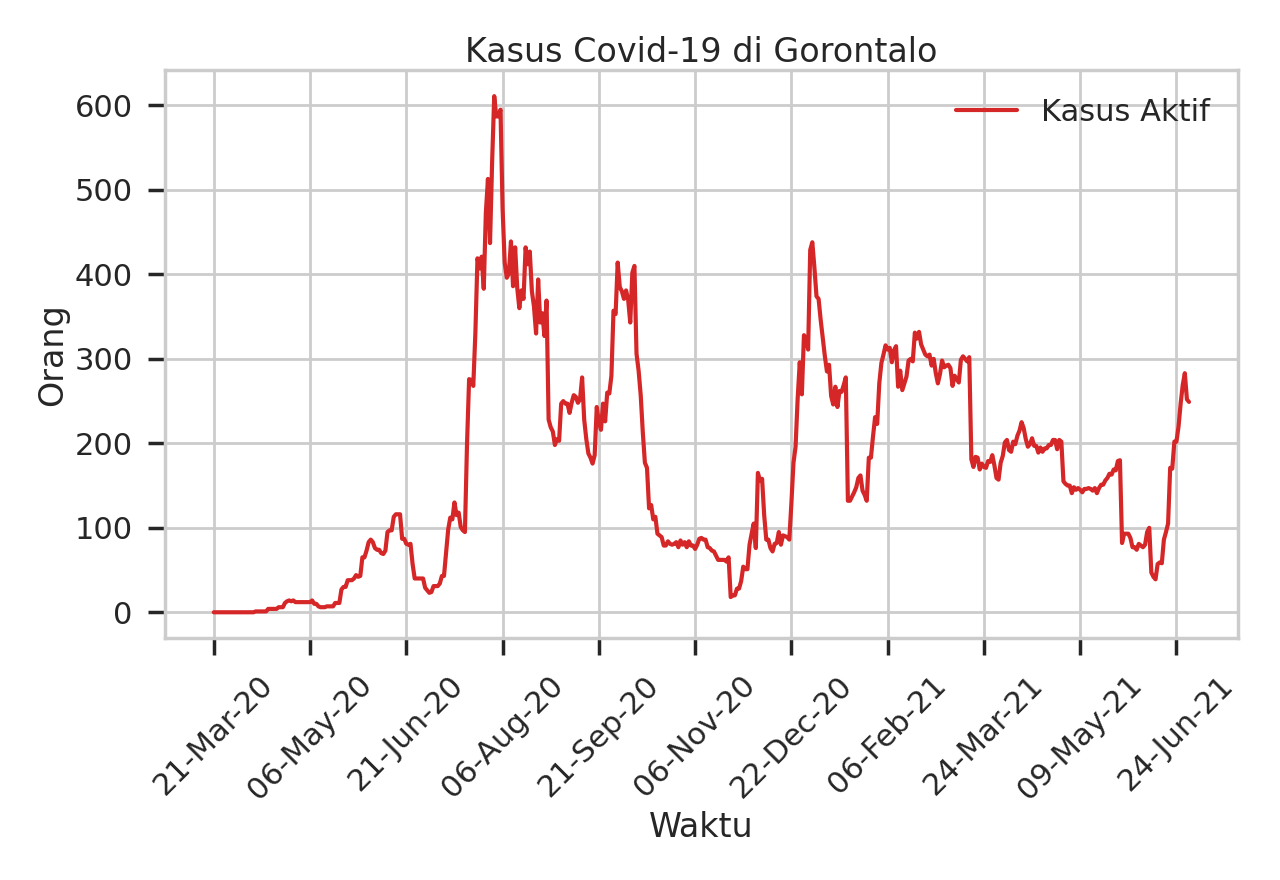 Kasus Covid-19 di Gorontalo
Kasus Aktif
Orang
600
500
400
300
200
100
0
21-Mar-20
06-May-20
21-Jun-20
06-Aug-20
21-Sep-20
06-Nov-20
22-Dec-20
06-Feb-21
24-Mar-21
09-May-21
24-Jun-21
Waktu